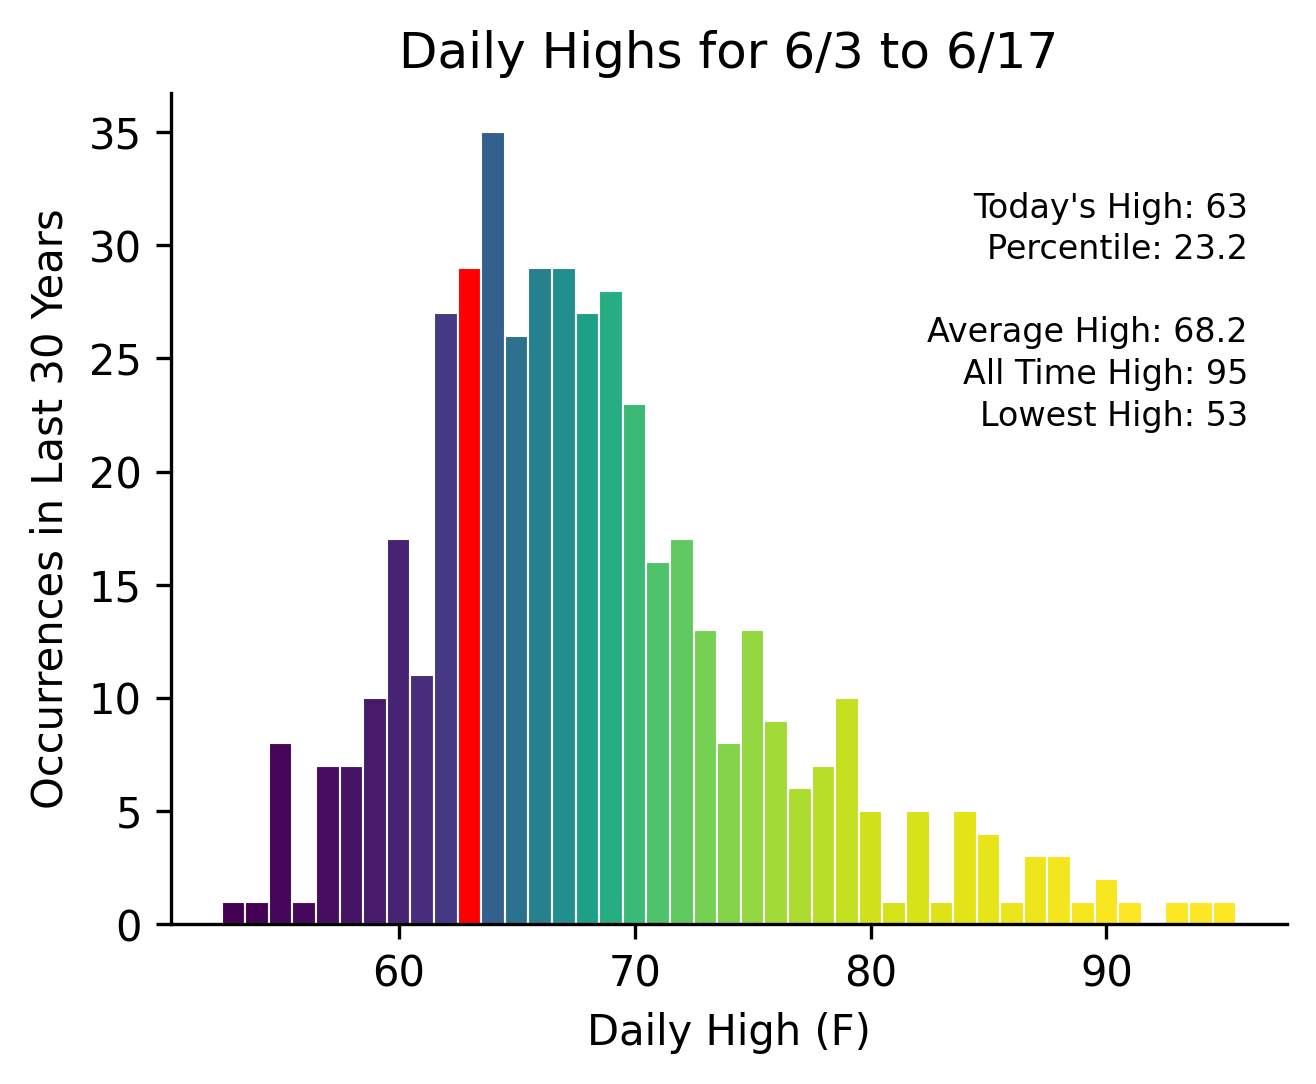 Daily Highs for 6/3 to 6/17
35
30
25
20
15
10
5
0
Occurrences in Last 30 Years
Today's High: 63
Percentile: 23.2
Average High: 68.2
All Time High: 95
Lowest High: 53
60 70 80 90
Daily High (F)